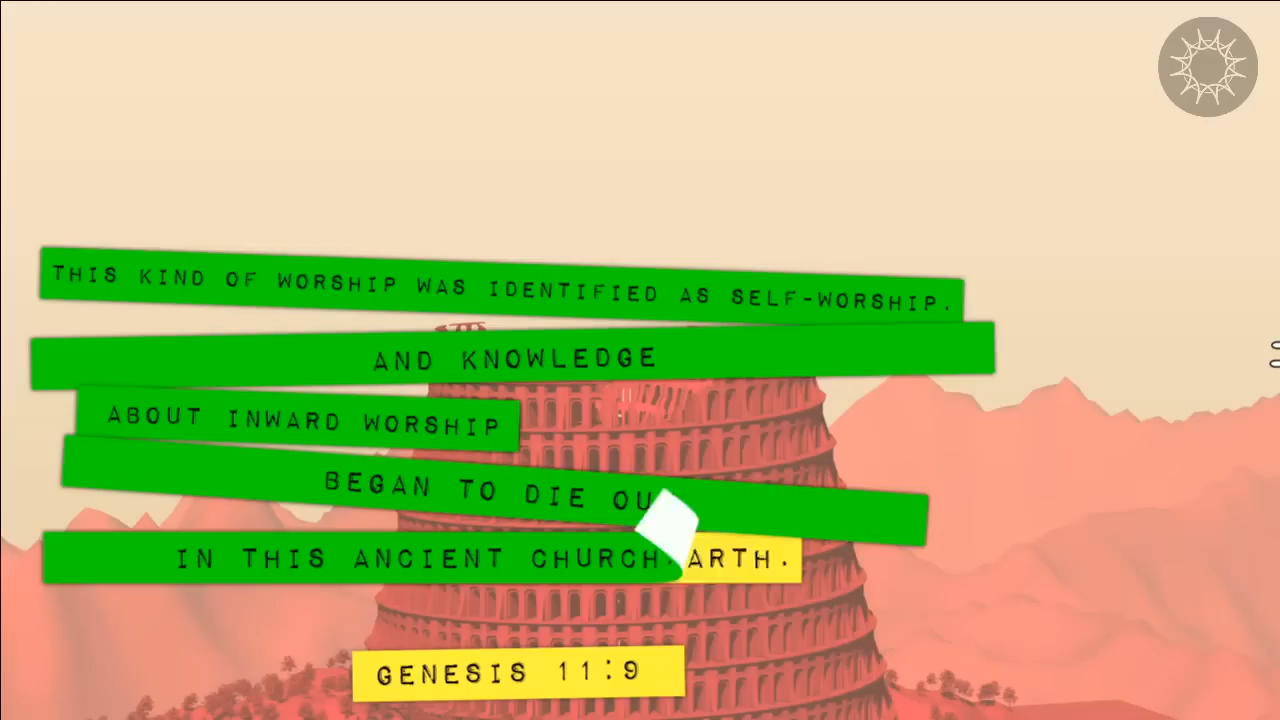 THIS KIND OF WORSHIP WAS IDENTIFIED AS SELF-WORSHIP.
AND KNOWLEDGE
ABOUT INWARD WORSHIP
BEGAN TO DIE OU
IN THIS ANCIENT CHURCH. ARTH.
GENESIS 11:9